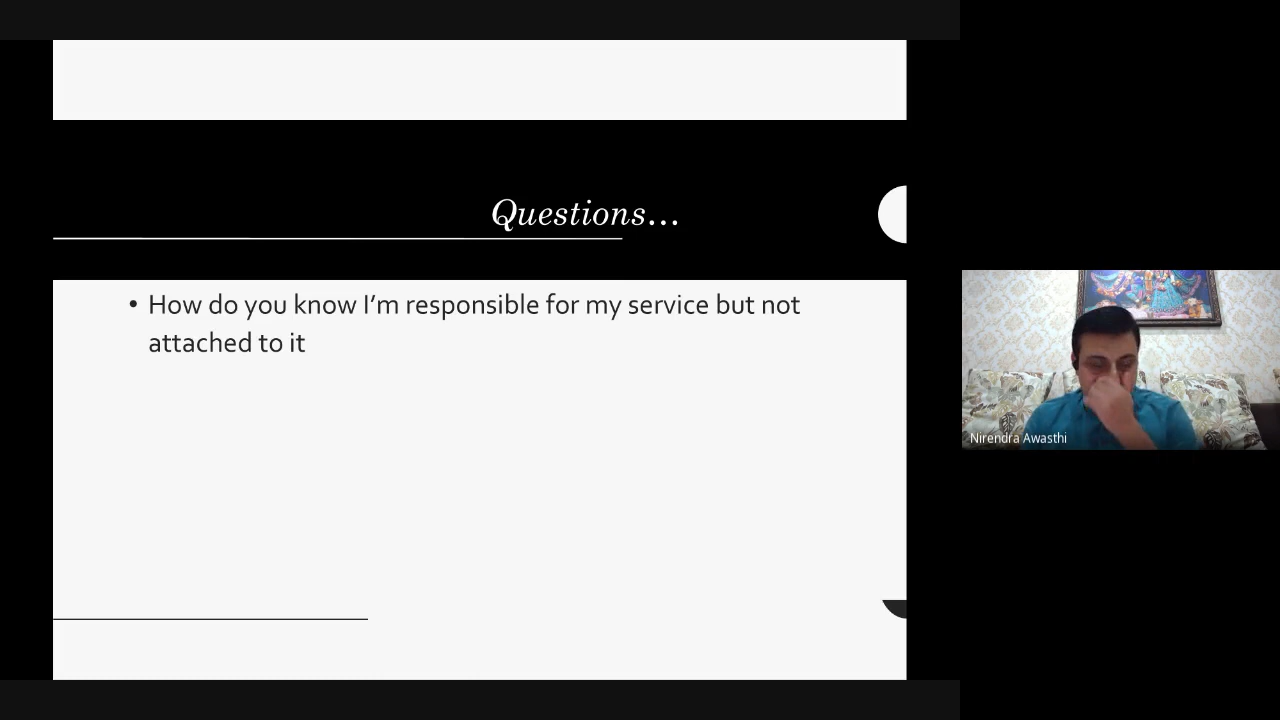 Questions...
• How do you know I’m responsible for my service but not
attached to it
Nirendra Awasthi